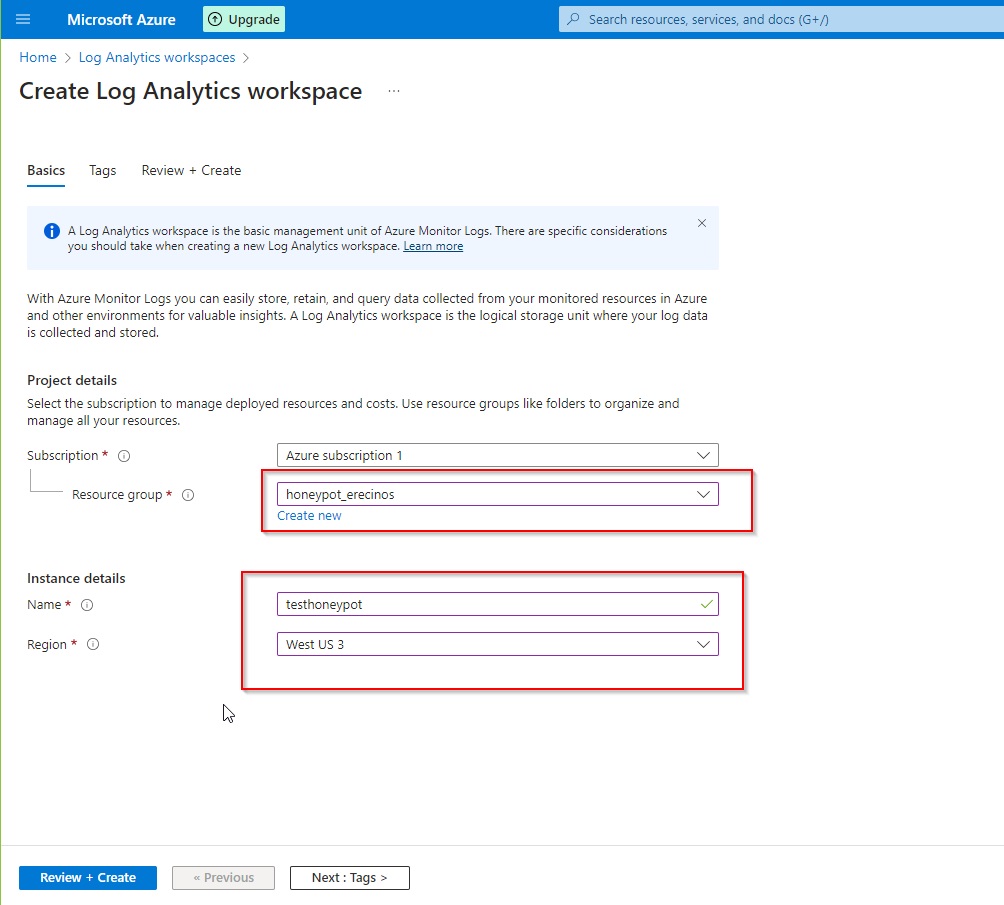 Microsoft Azure
Upgrade
Search resources, services, and docs (G+/)
Home > Log Analytics workspaces >
Create Log Analytics workspace ...
Basics Tags Review + Create
A Log Analytics workspace is the basic management unit of Azure Monitor Logs. There are specific considerations
you should take when creating a new Log Analytics workspace. Learn more
With Azure Monitor Logs you can easily store, retain, and query data collected from your monitored resources in Azure
and other environments for valuable insights. A Log Analytics workspace is the logical storage unit where your log data
is collected and stored.
Project details
Select the subscription to manage deployed resources and costs. Use resource groups like folders to organize and
manage all your resources.
Subscription * Azure subscription 1
Resource group * honeypot_erecinos
Create new
Instance details
Name * testhoneypot
Region * West US 3
Review + Create
« Previous
Next : Tags >